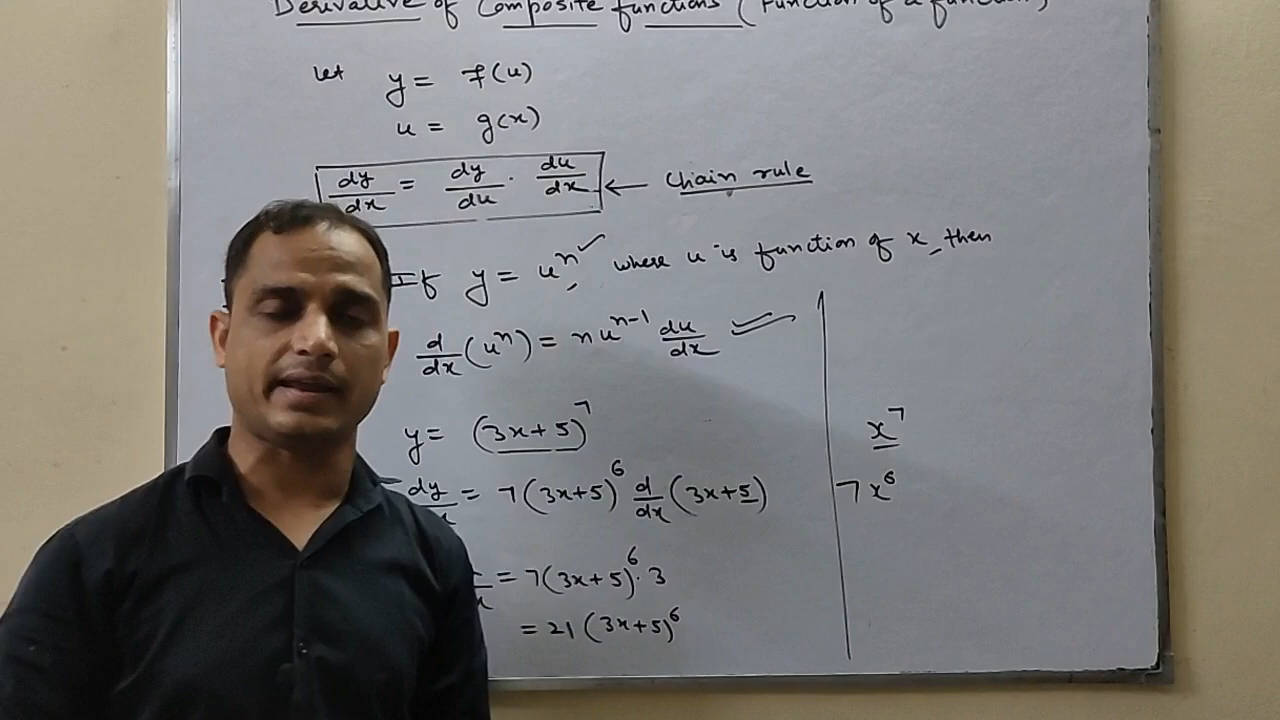 Derivative of Composite functions (Function of a function)
Let y = f(u)
u = g(x)
dy/dx = dy/du · du/dx ← Chain rule
If y = uⁿ ✓, where u is function of x, then
d/dx (uⁿ) = n uⁿ⁻¹ du/dx
y = (3x+5)⁷
dy/x = 7(3x+5)⁶ d/dx (3x+5)
x = 7(3x+5)⁶ · 3
= 21 (3x+5)⁶
x⁷
7x⁶